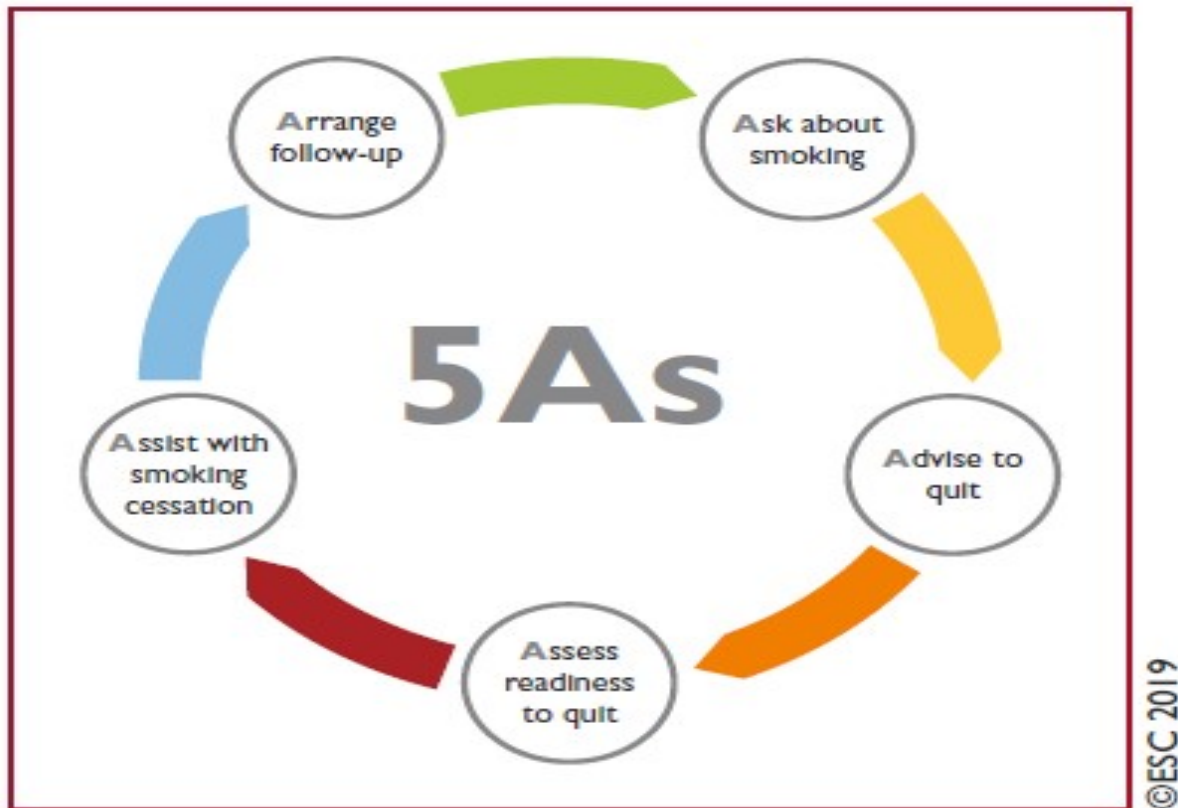 Arrange
follow-up
Ask about
smoking
5As
Assist with
smoking
cessation
Advise to
quit
Assess
readiness
to quit
©ESC 2019